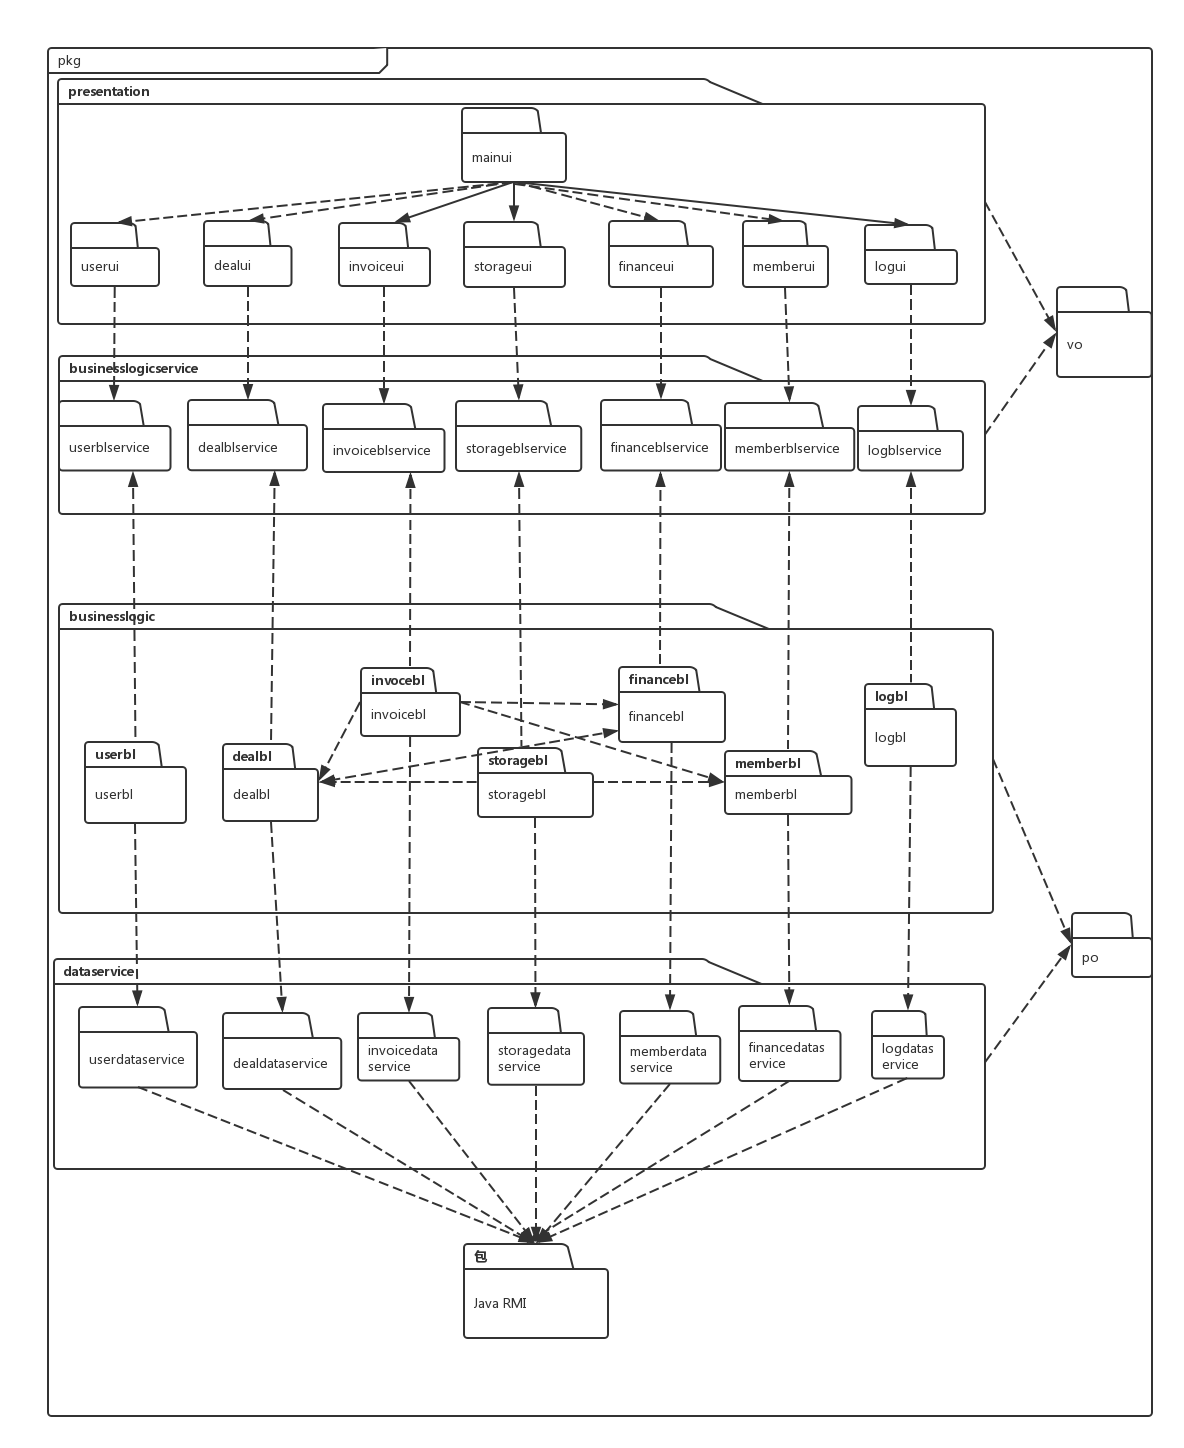 pkg
presentation
mainui
userui
dealui
invoiceui
storageui
financeui
memberui
logui
vo
businesslogicservice
userblservice
dealblservice
invoiceblservice
storageblservice
financeblservice
memberblservice
logblservice
businesslogic
invocebl
invoicebl
financebl
financebl
logbl
logbl
userbl
userbl
dealbl
dealbl
storagebl
storagebl
memberbl
memberbl
po
dataservice
userdataservice
dealdataservice
invoicedata
service
storagedata
service
memberdata
service
financedatas
ervice
logdatas
ervice
包
Java RMI